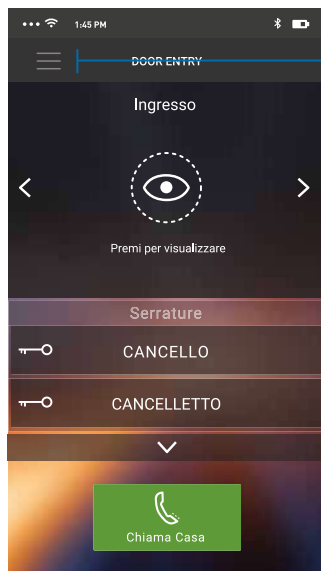 1:45 PM
DOOR ENTRY
Ingresso
Premi per visualizzare
Serrature
CANCELLO
CANCELLETTO
Chiama Casa